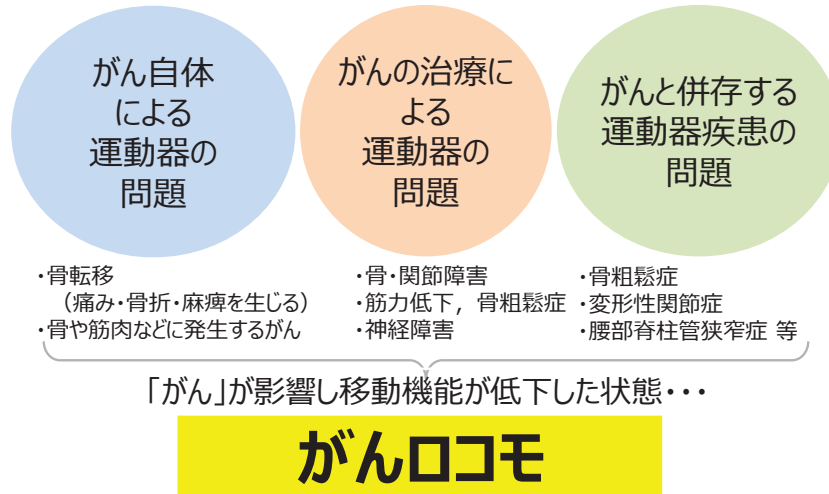 がん自体
による
運動器の
問題
がんの治療に
よる
運動器の
問題
がんと併存する
運動器疾患の
問題
・骨転移
（痛み・骨折・麻痺を生じる）
・骨や筋肉などに発生するがん
・骨・関節障害
・筋力低下，骨粗鬆症
・神経障害
・骨粗鬆症
・変形性関節症
・腰部脊柱管狭窄症 等
「がん」が影響し移動機能が低下した状態・・・
がんロコモ